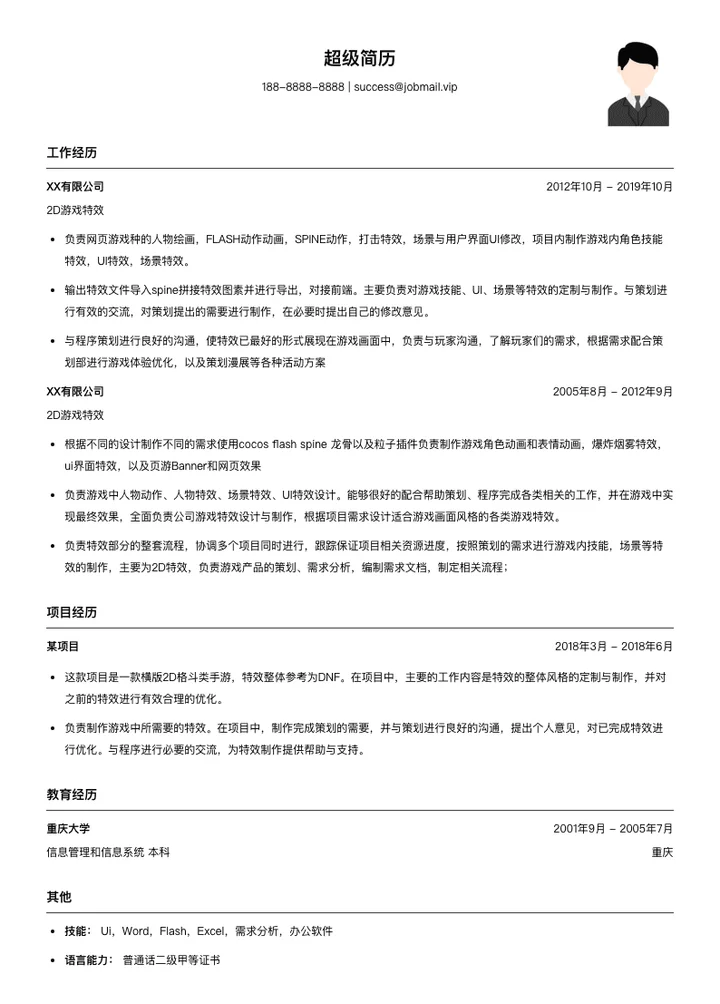 超级简历
188-8888-8888 | success@jobmail.vip
工作经历
XX有限公司 2012年10月 – 2019年10月
2D游戏特效
• 负责网页游戏种的人物绘画，FLASH动作动画，SPINE动作，打击特效，场景与用户界面UI修改，项目内制作游戏内角色技能
特效，UI特效，场景特效。
• 输出特效文件导入spine拼接特效图素并进行导出，对接前端。主要负责对游戏技能、UI、场景等特效的定制与制作。与策划进
行有效的交流，对策划提出的需要进行制作，在必要时提出自己的修改意见。
• 与程序策划进行良好的沟通，使特效已最好的形式展现在游戏画面中，负责与玩家沟通，了解玩家们的需求，根据需求配合策
划部进行游戏体验优化，以及策划漫展等各种活动方案
XX有限公司 2005年8月 – 2012年9月
2D游戏特效
• 根据不同的设计制作不同的需求使用cocos flash spine 龙骨以及粒子插件负责制作游戏角色动画和表情动画，爆炸烟雾特效，
ui界面特效，以及页游Banner和网页效果
• 负责游戏中人物动作、人物特效、场景特效、UI特效设计。能够很好的配合帮助策划、程序完成各类相关的工作，并在游戏中实
现最终效果，全面负责公司游戏特效设计与制作，根据项目需求设计适合游戏画面风格的各类游戏特效。
• 负责特效部分的整套流程，协调多个项目同时进行，跟踪保证项目相关资源进度，按照策划的需求进行游戏内技能，场景等特
效的制作，主要为2D特效，负责游戏产品的策划、需求分析，编制需求文档，制定相关流程；
项目经历
某项目 2018年3月 – 2018年6月
• 这款项目是一款横版2D格斗类手游，特效整体参考为DNF。在项目中，主要的工作内容是特效的整体风格的定制与制作，并对
之前的特效进行有效合理的优化。
• 负责制作游戏中所需要的特效。在项目中，制作完成策划的需要，并与策划进行良好的沟通，提出个人意见，对已完成特效进
行优化。与程序进行必要的交流，为特效制作提供帮助与支持。
教育经历
重庆大学 2001年9月 – 2005年7月
信息管理和信息系统 本科 重庆
其他
• 技能： Ui，Word，Flash，Excel，需求分析，办公软件
• 语言能力： 普通话二级甲等证书